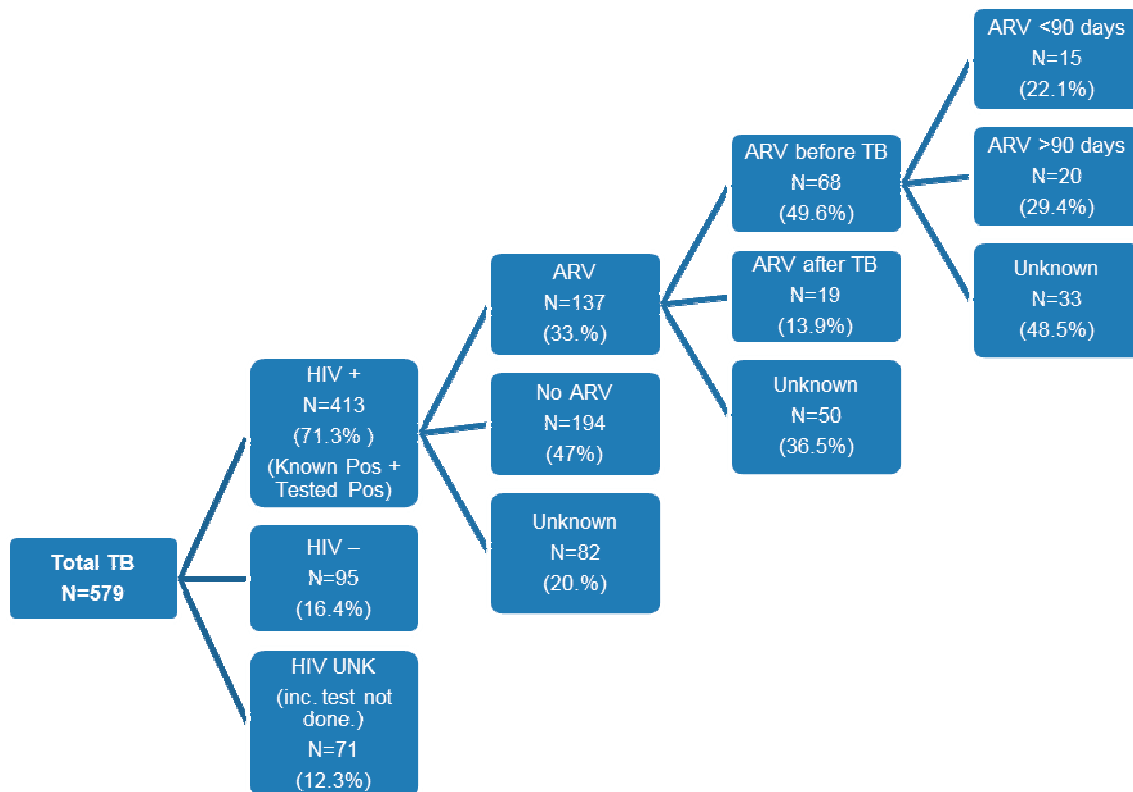 Total TB
N=579
HIV +
N=413
(71.3% )
(Known Pos +
Tested Pos)
HIV –
N=95
(16.4%)
HIV UNK
(inc. test not
done.)
N=71
(12.3%)
ARV
N=137
(33.%)
No ARV
N=194
(47%)
Unknown
N=82
(20.%)
ARV before TB
N=68
(49.6%)
ARV after TB
N=19
(13.9%)
Unknown
N=50
(36.5%)
ARV <90 days
N=15
(22.1%)
ARV >90 days
N=20
(29.4%)
Unknown
N=33
(48.5%)